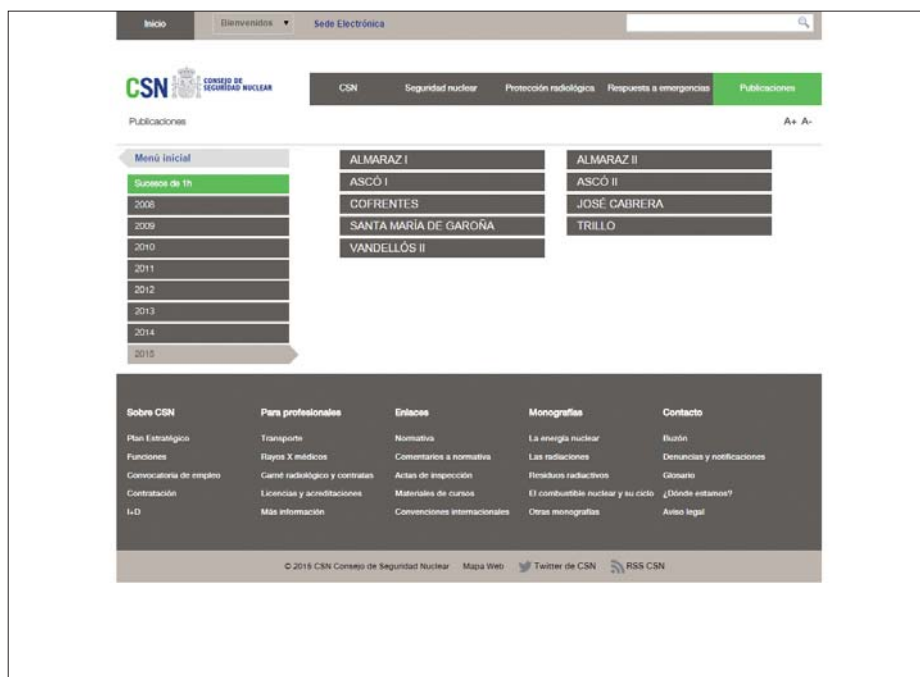 Inicio Bienvenidos Sede Electrónica
CSN CONSEJO DE
SEGURIDAD NUCLEAR
CSN Seguridad nuclear Protección radiológica Respuesta a emergencias Publicaciones
Publicaciones A+ A-
Menú inicial
Sucesos de 1h
2008
2009
2010
2011
2012
2013
2014
2015
ALMARAZ I ALMARAZ II
ASCÓ I ASCÓ II
COFRENTES JOSÉ CABRERA
SANTA MARÍA DE GAROÑA TRILLO
VANDELLÓS II
Sobre CSN Para profesionales Enlaces Monografías Contacto
Plan Estratégico Transporte Normativa La energía nuclear Buzón
Funciones Rayos X médicos Comentarios a normativa Las radiaciones Denuncias y notificaciones
Convocatoria de empleo Carné radiológico y contratas Actas de inspección Residuos radiactivos Glosario
Contratación Licencias y acreditaciones Materiales de cursos El combustible nuclear y su ciclo ¿Dónde estamos?
I+D Más información Convenciones internacionales Otras monografías Aviso legal
© 2015 CSN Consejo de Seguridad Nuclear Mapa Web Twitter de CSN RSS CSN